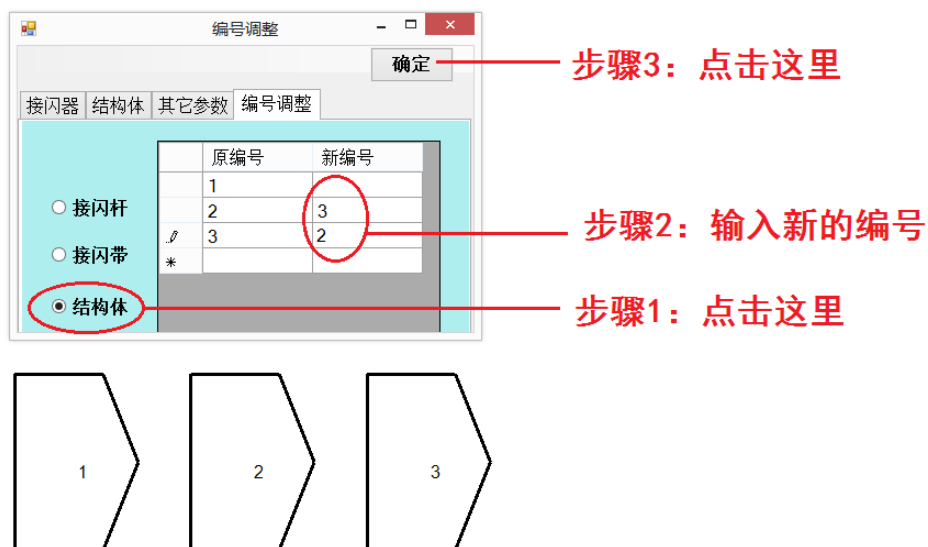 编号调整
确定
步骤3：点击这里
接闪器 结构体 其它参数 编号调整
原编号 新编号
1
接闪杆
2 3
步骤2：输入新的编号
3 2
接闪带
*
结构体
步骤1：点击这里
1 2 3